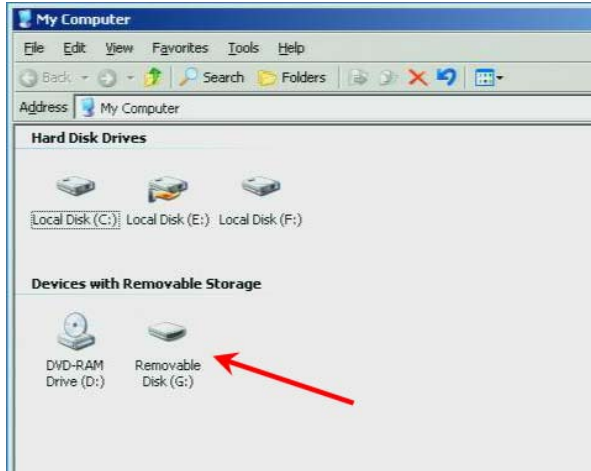 My Computer
File Edit View Favorites Tools Help
Back Search Folders
Address My Computer
Hard Disk Drives
Local Disk (C:) Local Disk (E:) Local Disk (F:)
Devices with Removable Storage
DVD-RAM Removable
Drive (D:) Disk (G:)